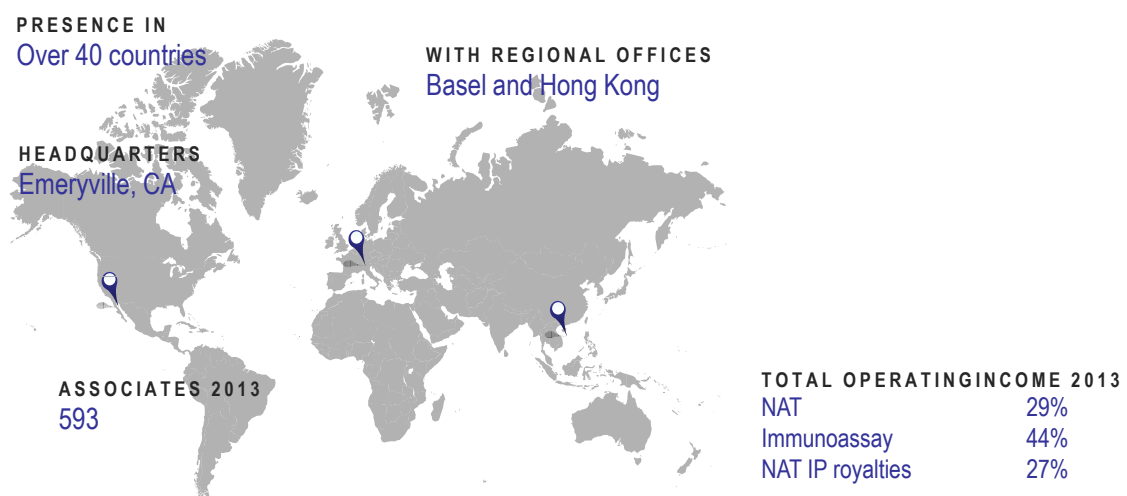 PRESENCE IN
Over 40 countries
WITH REGIONAL OFFICES
Basel and Hong Kong
HEADQUARTERS
Emeryville, CA
ASSOCIATES 2013
593
TOTAL OPERATINGINCOME 2013
NAT 29%
Immunoassay 44%
NAT IP royalties 27%